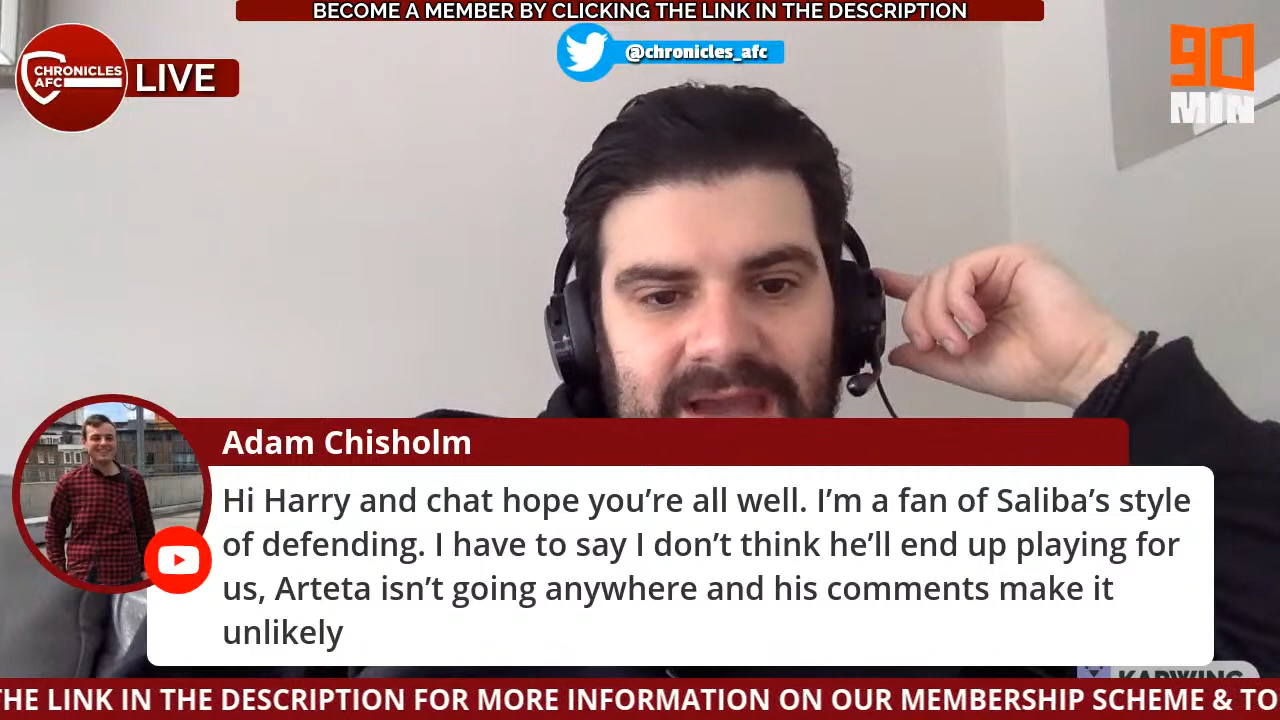 BECOME A MEMBER BY CLICKING THE LINK IN THE DESCRIPTION
@chronicles_afc
CHRONICLES
AFC
LIVE
90
MIN
Adam Chisholm
Hi Harry and chat hope you’re all well. I’m a fan of Saliba’s style
of defending. I have to say I don’t think he’ll end up playing for
us, Arteta isn’t going anywhere and his comments make it
unlikely
KAPWING
THE LINK IN THE DESCRIPTION FOR MORE INFORMATION ON OUR MEMBERSHIP SCHEME & TO